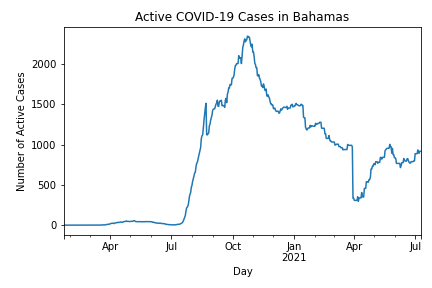 Active COVID-19 Cases in Bahamas
Number of Active Cases
2000
1500
1000
500
0
Apr
Jul
Oct
Jan
2021
Apr
Jul
Day